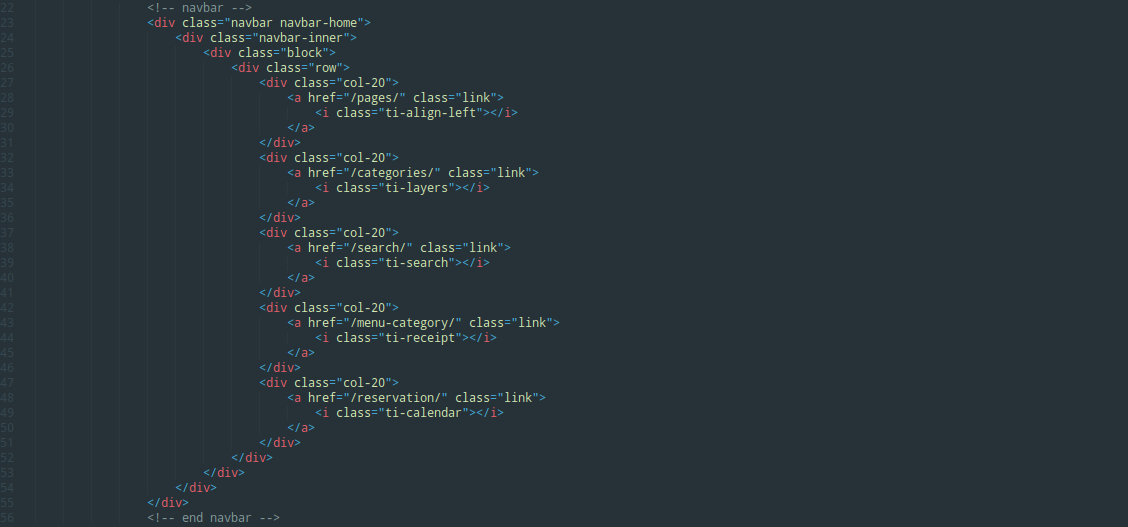 22 <!-- navbar -->
23 <div class="navbar navbar-home">
24 <div class="navbar-inner">
25 <div class="block">
26 <div class="row">
27 <div class="col-20">
28 <a href="/pages/" class="link">
29 <i class="ti-align-left"></i>
30 </a>
31 </div>
32 <div class="col-20">
33 <a href="/categories/" class="link">
34 <i class="ti-layers"></i>
35 </a>
36 </div>
37 <div class="col-20">
38 <a href="/search/" class="link">
39 <i class="ti-search"></i>
40 </a>
41 </div>
42 <div class="col-20">
43 <a href="/menu-category/" class="link">
44 <i class="ti-receipt"></i>
45 </a>
46 </div>
47 <div class="col-20">
48 <a href="/reservation/" class="link">
49 <i class="ti-calendar"></i>
50 </a>
51 </div>
52 </div>
53 </div>
54 </div>
55 </div>
56 <!-- end navbar -->